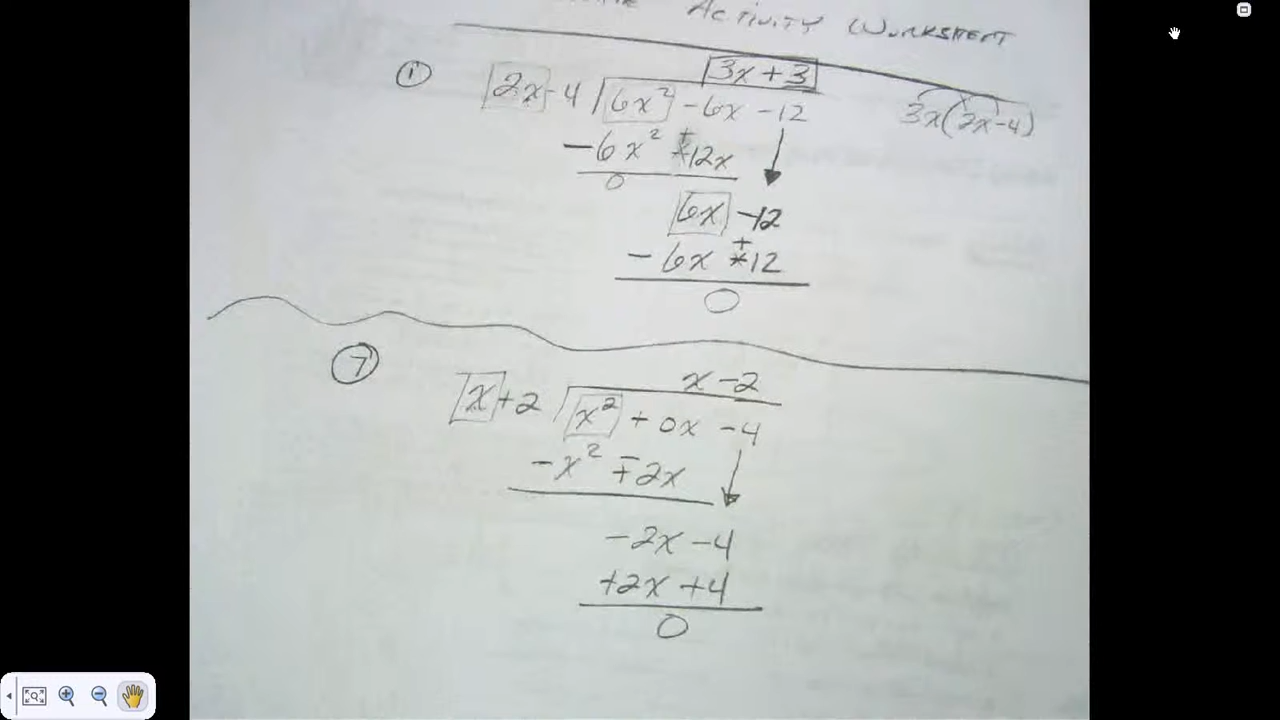 ACTIVITY WORKSHEET
① 3x + 3
2x - 4 | 6x² - 6x - 12 3x(2x-4)
- 6x² + 12x
0
6x - 12
- 6x + 12
0
⑦ x - 2
x + 2 | x² + 0x - 4
- x² ∓ 2x
- 2x - 4
+ 2x + 4
0